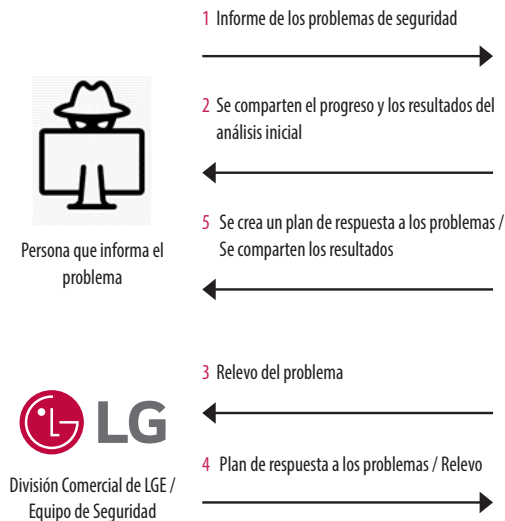 1 Informe de los problemas de seguridad
2 Se comparten el progreso y los resultados del
análisis inicial
5 Se crea un plan de respuesta a los problemas /
Se comparten los resultados
Persona que informa el
problema
3 Relevo del problema
LG
4 Plan de respuesta a los problemas / Relevo
División Comercial de LGE /
Equipo de Seguridad